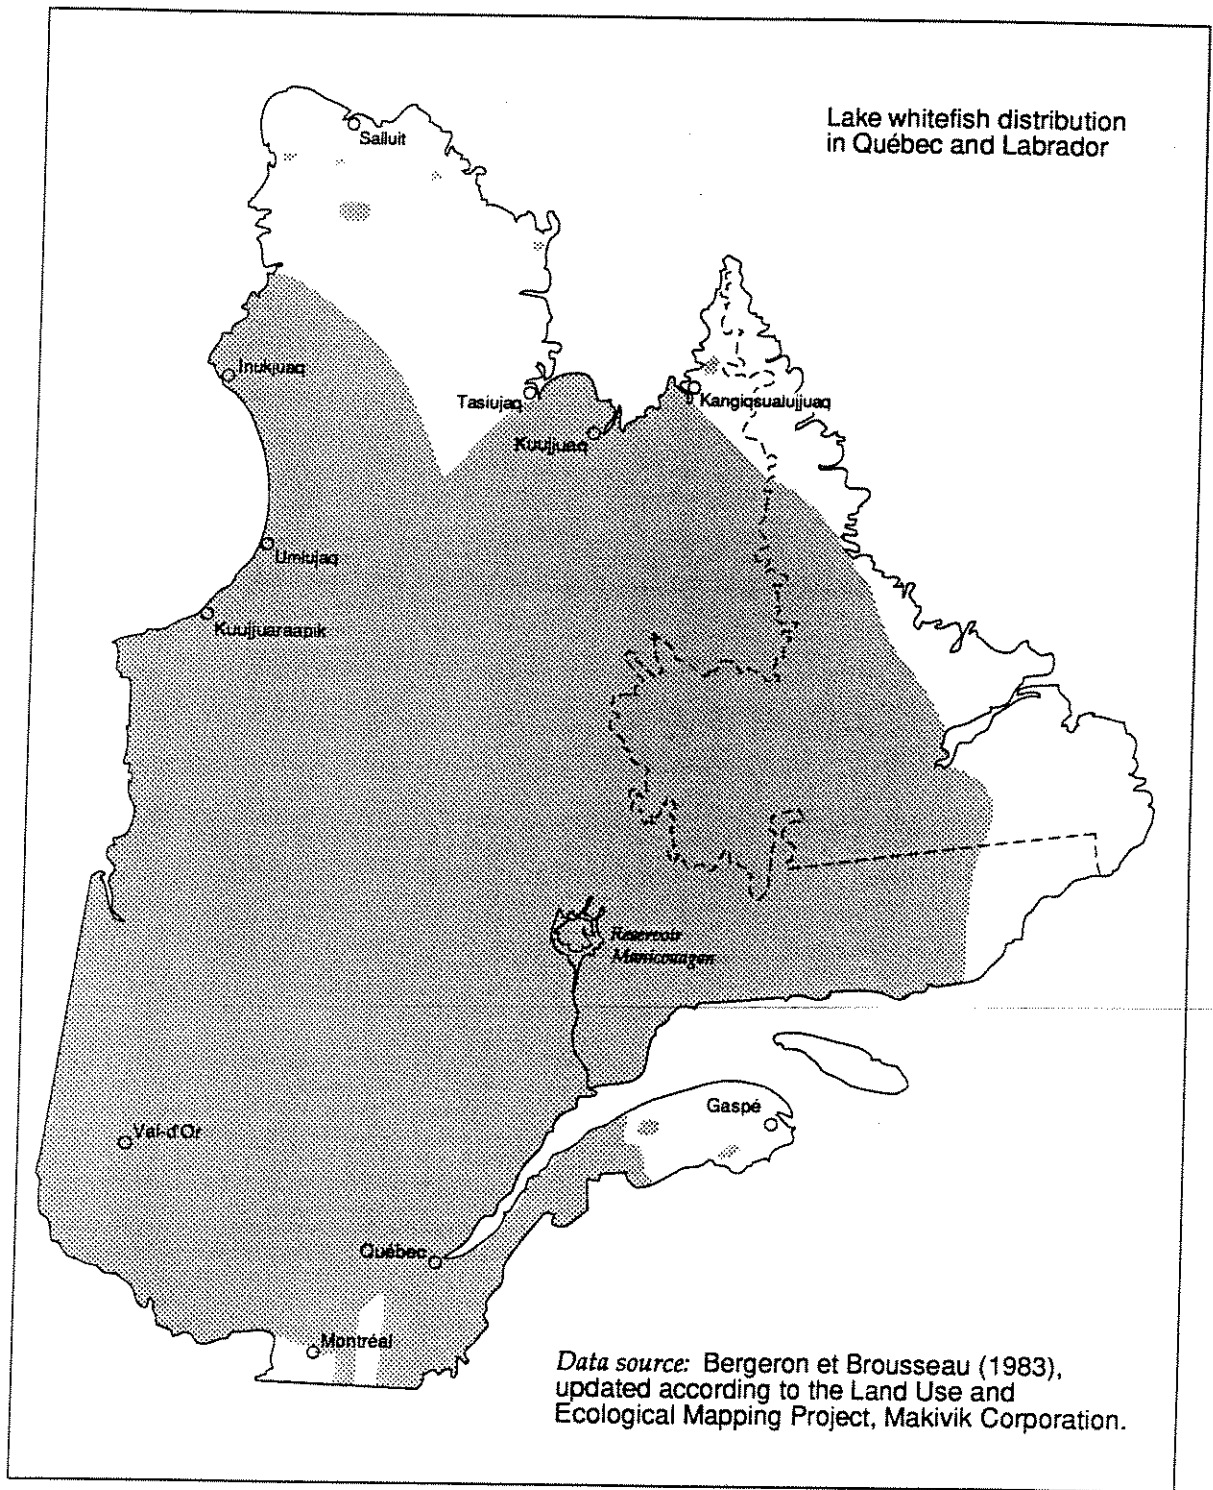 Lake whitefish distribution
in Québec and Labrador
Salluit
Inukjuaq
Tasiujaq
Kangiqsualujjuaq
Kuujjuaq
Umiujaq
Kuujjuaraapik
Reservoir
Manicouagan
Gaspé
Val-d'Or
Québec
Montréal
Data source: Bergeron et Brousseau (1983),
updated according to the Land Use and
Ecological Mapping Project, Makivik Corporation.